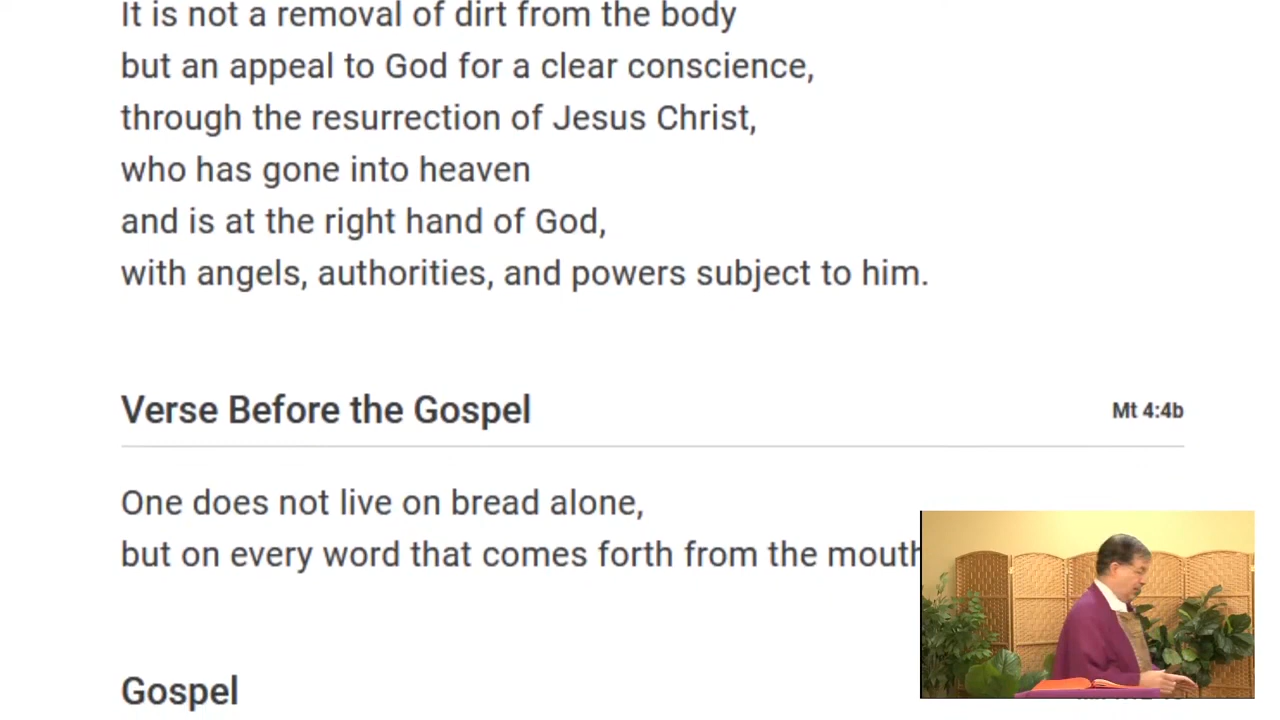 It is not a removal of dirt from the body
but an appeal to God for a clear conscience,
through the resurrection of Jesus Christ,
who has gone into heaven
and is at the right hand of God,
with angels, authorities, and powers subject to him.
Verse Before the Gospel Mt 4:4b
One does not live on bread alone,
but on every word that comes forth from the mouth
Gospel